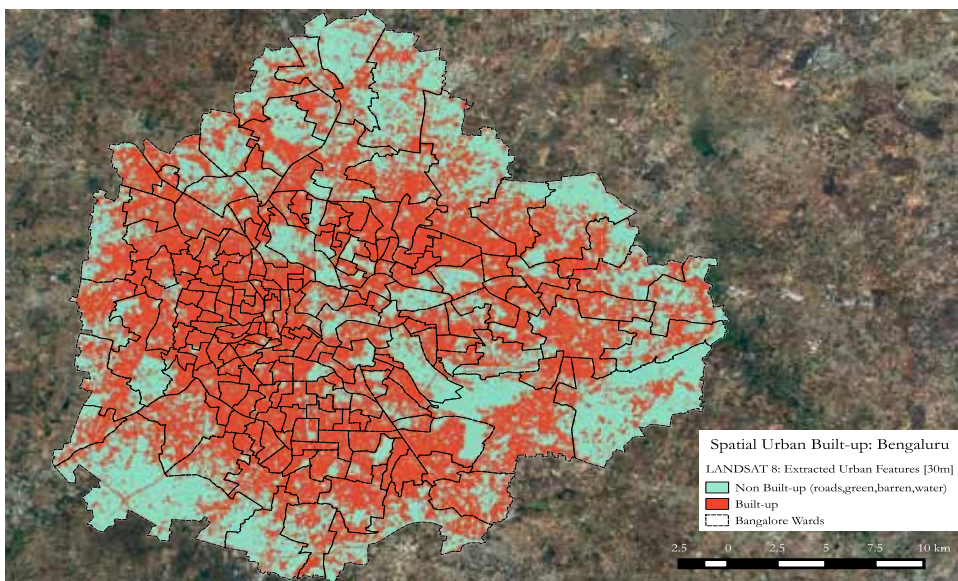 Spatial Urban Built-up: Bengaluru
LANDSAT 8: Extracted Urban Features [30m]
Non Built-up (roads,green,barren,water)
Built-up
Bangalore Wards
2.5 0 2.5 5 7.5 10 km